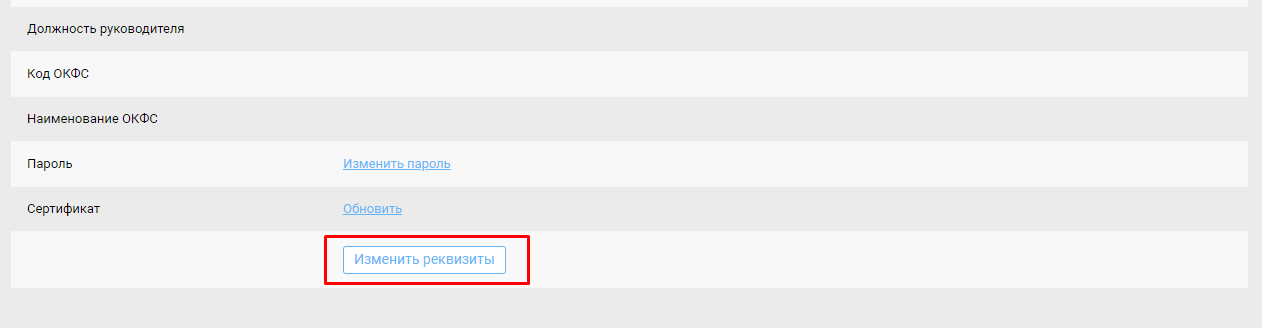 Должность руководителя
Код ОКФС
Наименование ОКФС
Пароль Изменить пароль
Сертификат Обновить
Изменить реквизиты